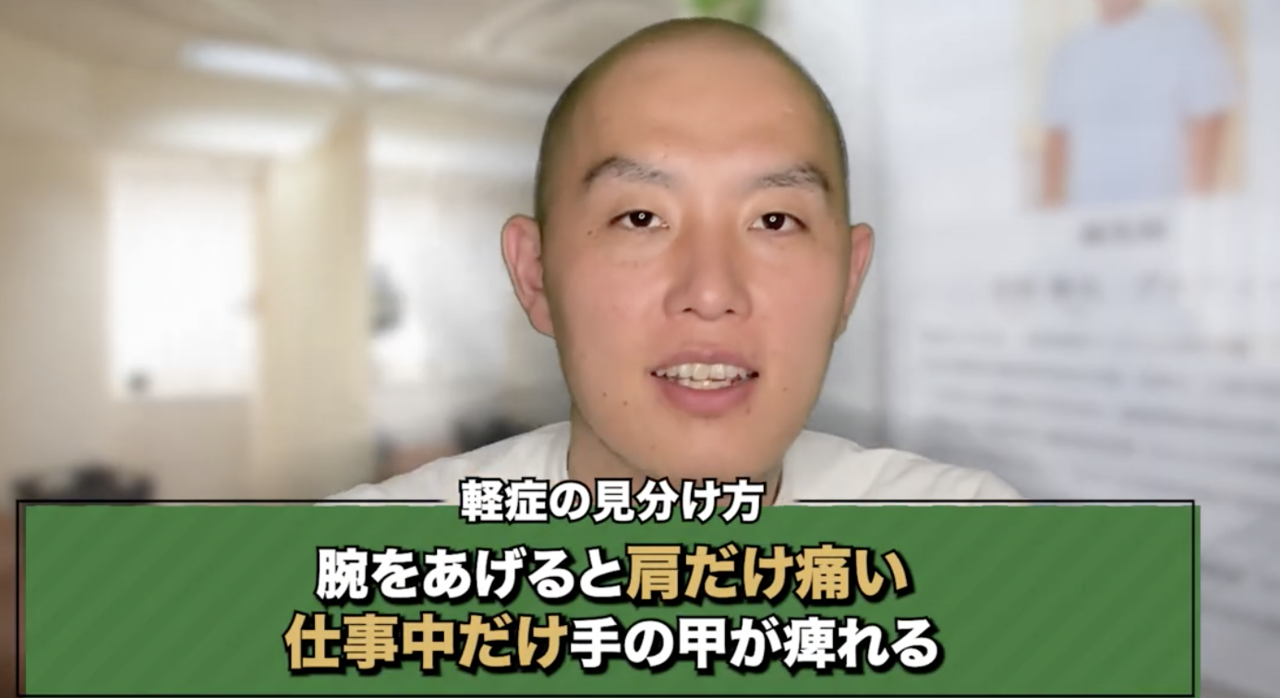 軽症の見分け方
腕をあげると肩だけ痛い
仕事中だけ手の甲が痺れる